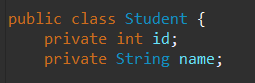 public class Student {
    private int id;
    private String name;